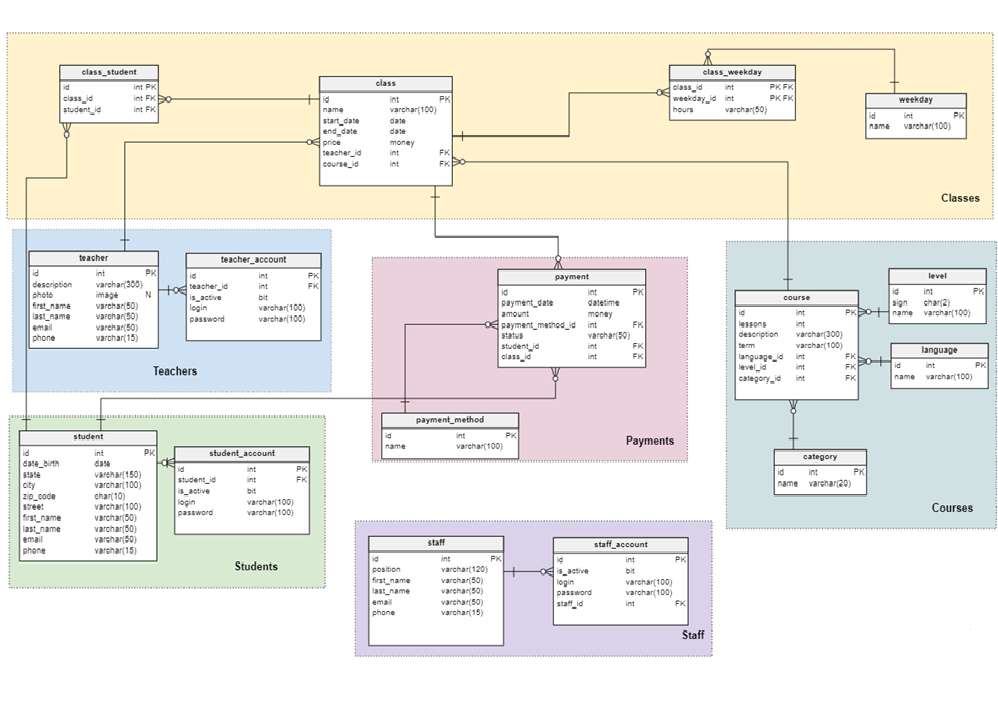 class_student
id int PK
class_id int FK
student_id int FK
class
id int PK
name varchar(100)
start_date date
end_date date
price money
teacher_id int FK
course_id int FK
class_weekday
class_id int PK FK
weekday_id int PK FK
hours varchar(50)
weekday
id int PK
name varchar(100)
Classes
teacher
id int PK
description varchar(300)
photo image N
first_name varchar(50)
last_name varchar(50)
email varchar(50)
phone varchar(15)
teacher_account
id int PK
teacher_id int FK
is_active bit
login varchar(100)
password varchar(100)
Teachers
payment
id int PK
payment_date datetime
amount money
payment_method_id int FK
status varchar(50)
student_id int FK
class_id int FK
payment_method
id int PK
name varchar(100)
Payments
course
id int PK
lessons int
description varchar(300)
term varchar(100)
language_id int FK
level_id int FK
category_id int FK
level
id int PK
sign char(2)
name varchar(100)
language
id int PK
name varchar(100)
category
id int PK
name varchar(20)
Courses
student
id int PK
date_birth date
state varchar(150)
city varchar(100)
zip_code char(10)
street varchar(100)
first_name varchar(50)
last_name varchar(50)
email varchar(50)
phone varchar(15)
student_account
id int PK
student_id int FK
is_active bit
login varchar(100)
password varchar(100)
Students
staff
id int PK
position varchar(120)
first_name varchar(50)
last_name varchar(50)
email varchar(50)
phone varchar(15)
staff_account
id int PK
is_active bit
login varchar(100)
password varchar(100)
staff_id int FK
Staff